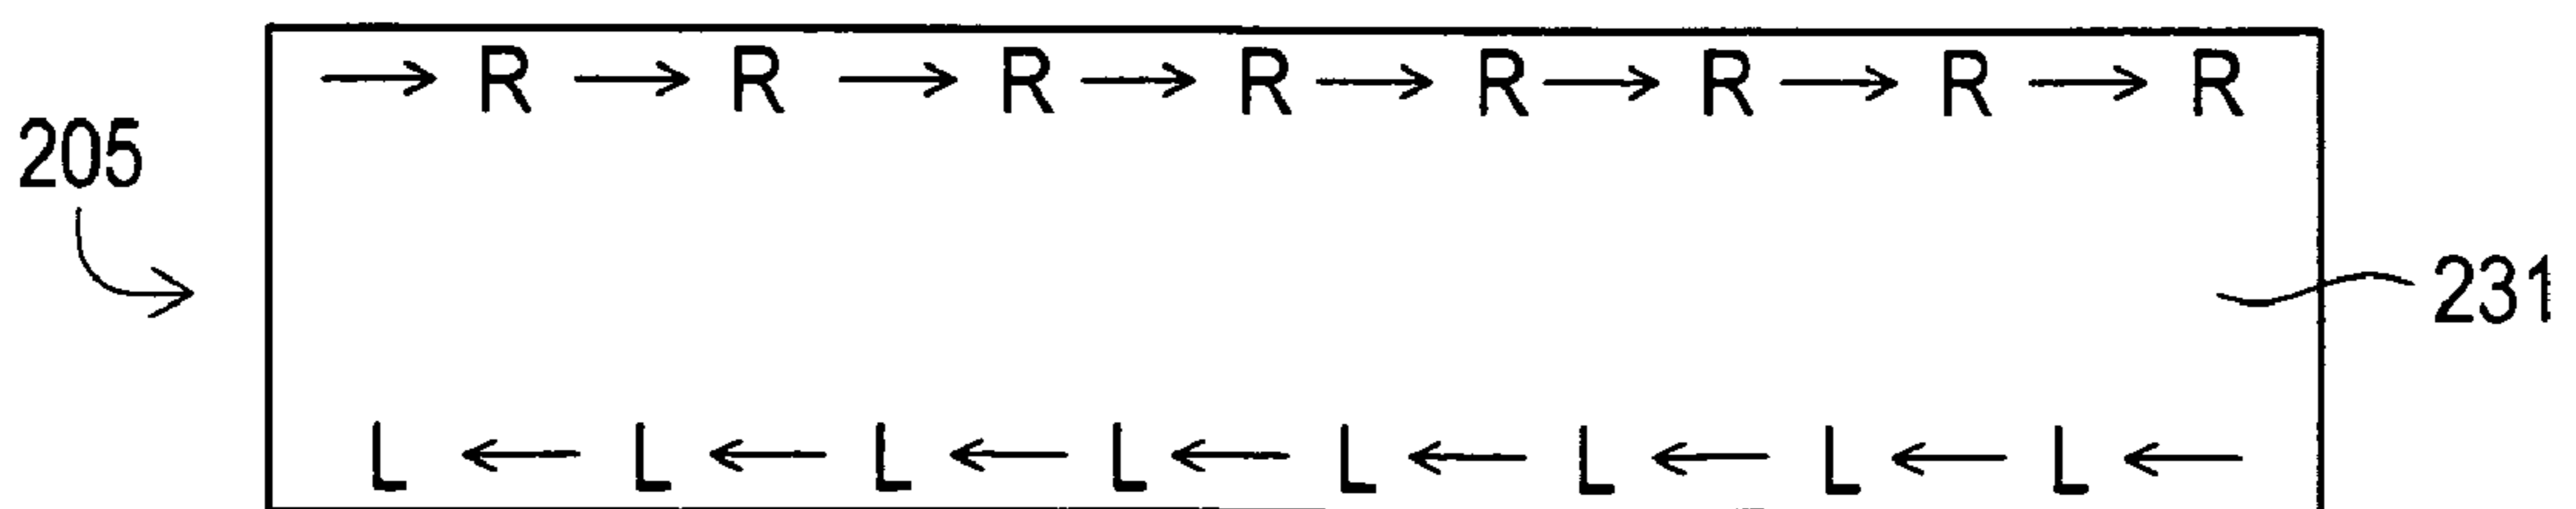 → R → R → R → R → R → R → R → R
205
231
L ← L ← L ← L ← L ← L ← L ← L ←